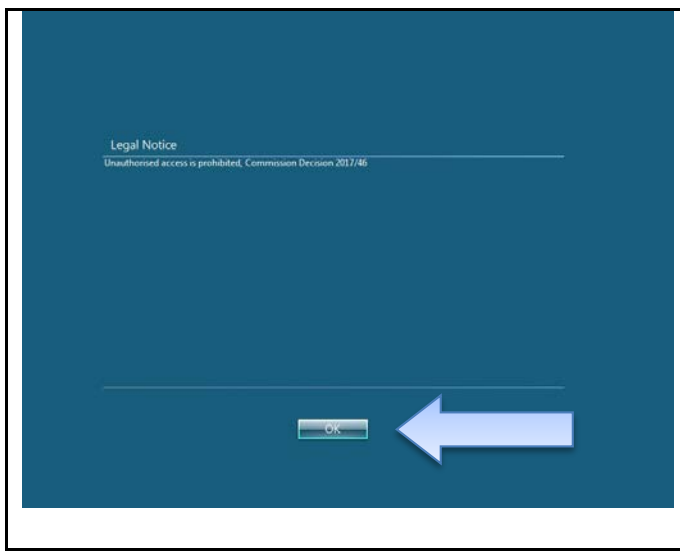 Legal Notice
Unauthorised access is prohibited, Commission Decision 2017/46
OK